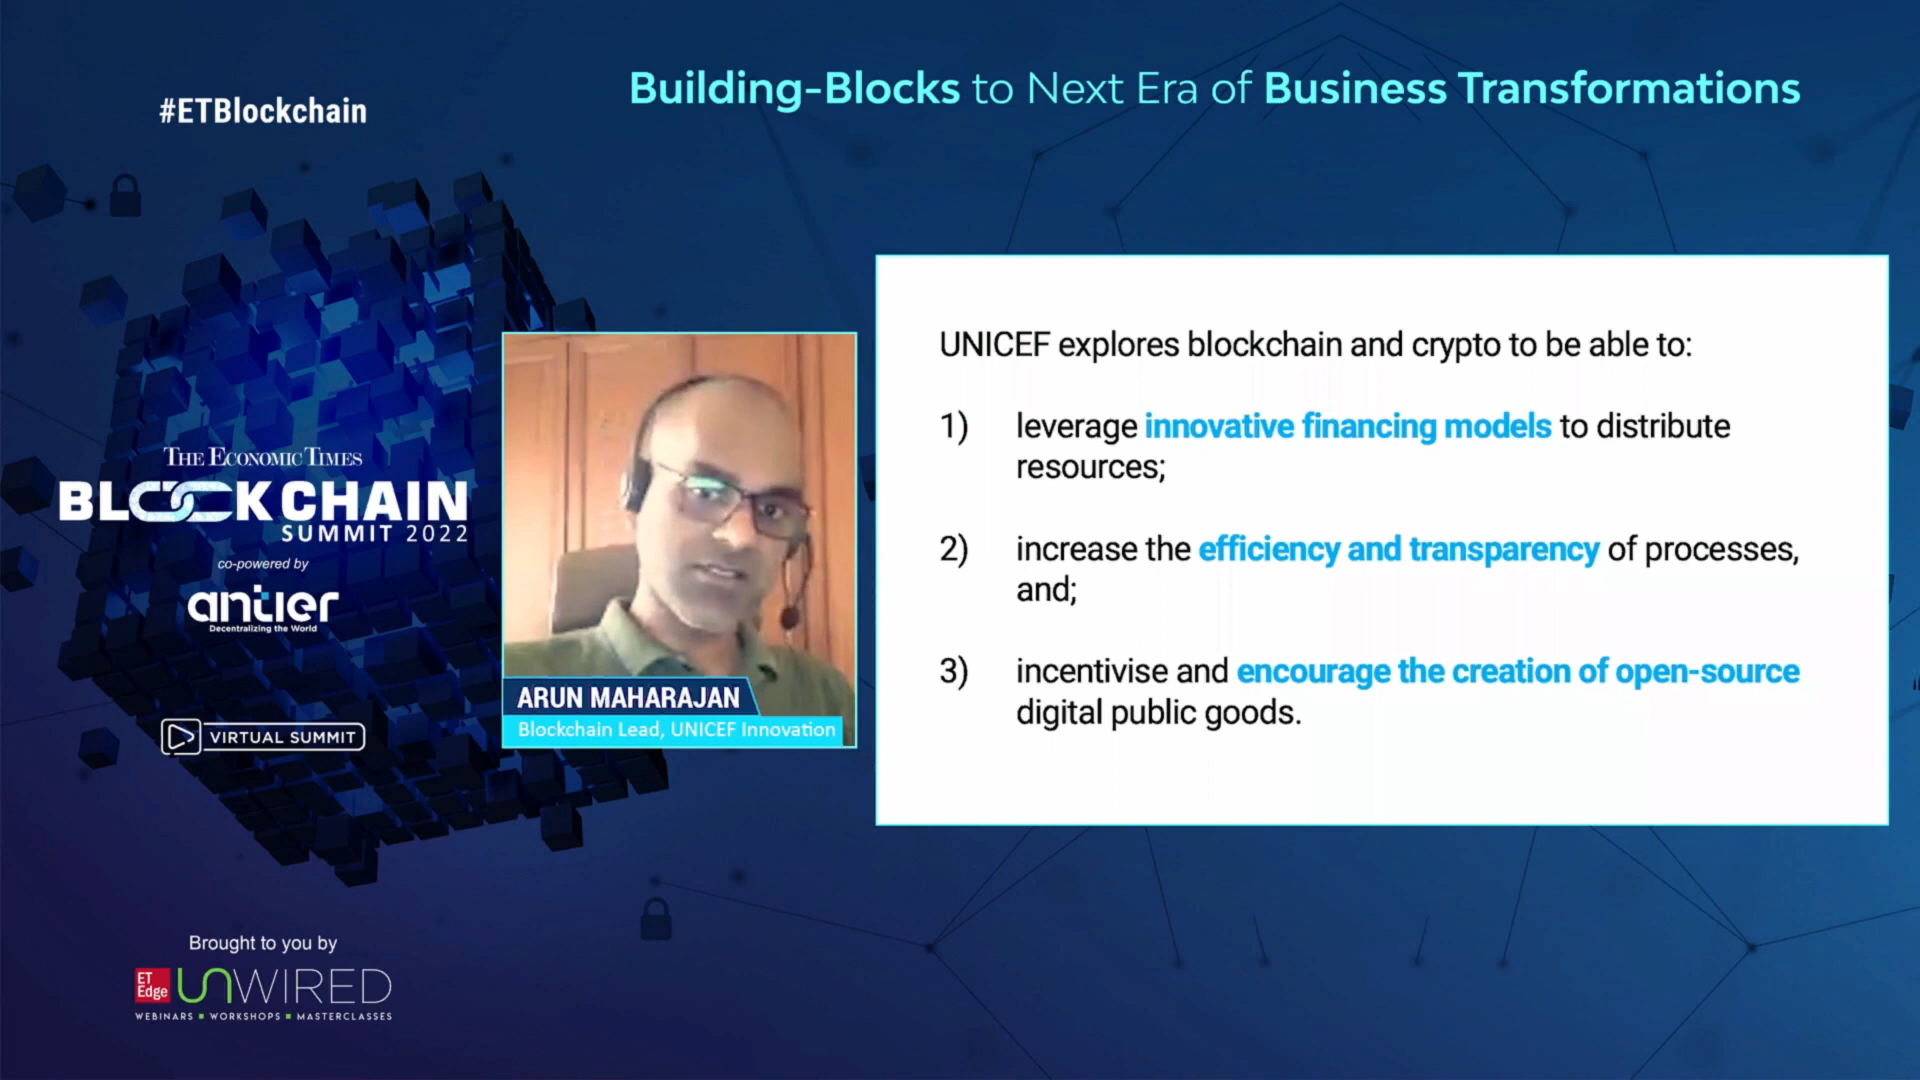 #ETBlockchain
Building-Blocks to Next Era of Business Transformations
THE ECONOMIC TIMES
BLOCKCHAIN
SUMMIT 2022
co-powered by
antier
Decentralizing the World
VIRTUAL SUMMIT
Brought to you by
ET
Edge
UNWIRED
WEBINARS ▪ WORKSHOPS ▪ MASTERCLASSES
ARUN MAHARAJAN
Blockchain Lead, UNICEF Innovation
UNICEF explores blockchain and crypto to be able to:
1) leverage innovative financing models to distribute
resources;
2) increase the efficiency and transparency of processes,
and;
3) incentivise and encourage the creation of open-source
digital public goods.